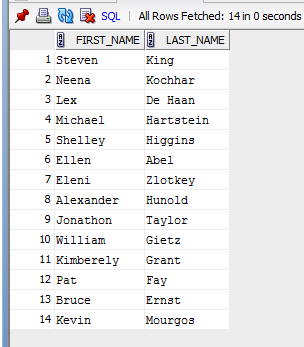 SQL | All Rows Fetched: 14 in 0 seconds
FIRST_NAME LAST_NAME
1 Steven King
2 Neena Kochhar
3 Lex De Haan
4 Michael Hartstein
5 Shelley Higgins
6 Ellen Abel
7 Eleni Zlotkey
8 Alexander Hunold
9 Jonathon Taylor
10 William Gietz
11 Kimberely Grant
12 Pat Fay
13 Bruce Ernst
14 Kevin Mourgos